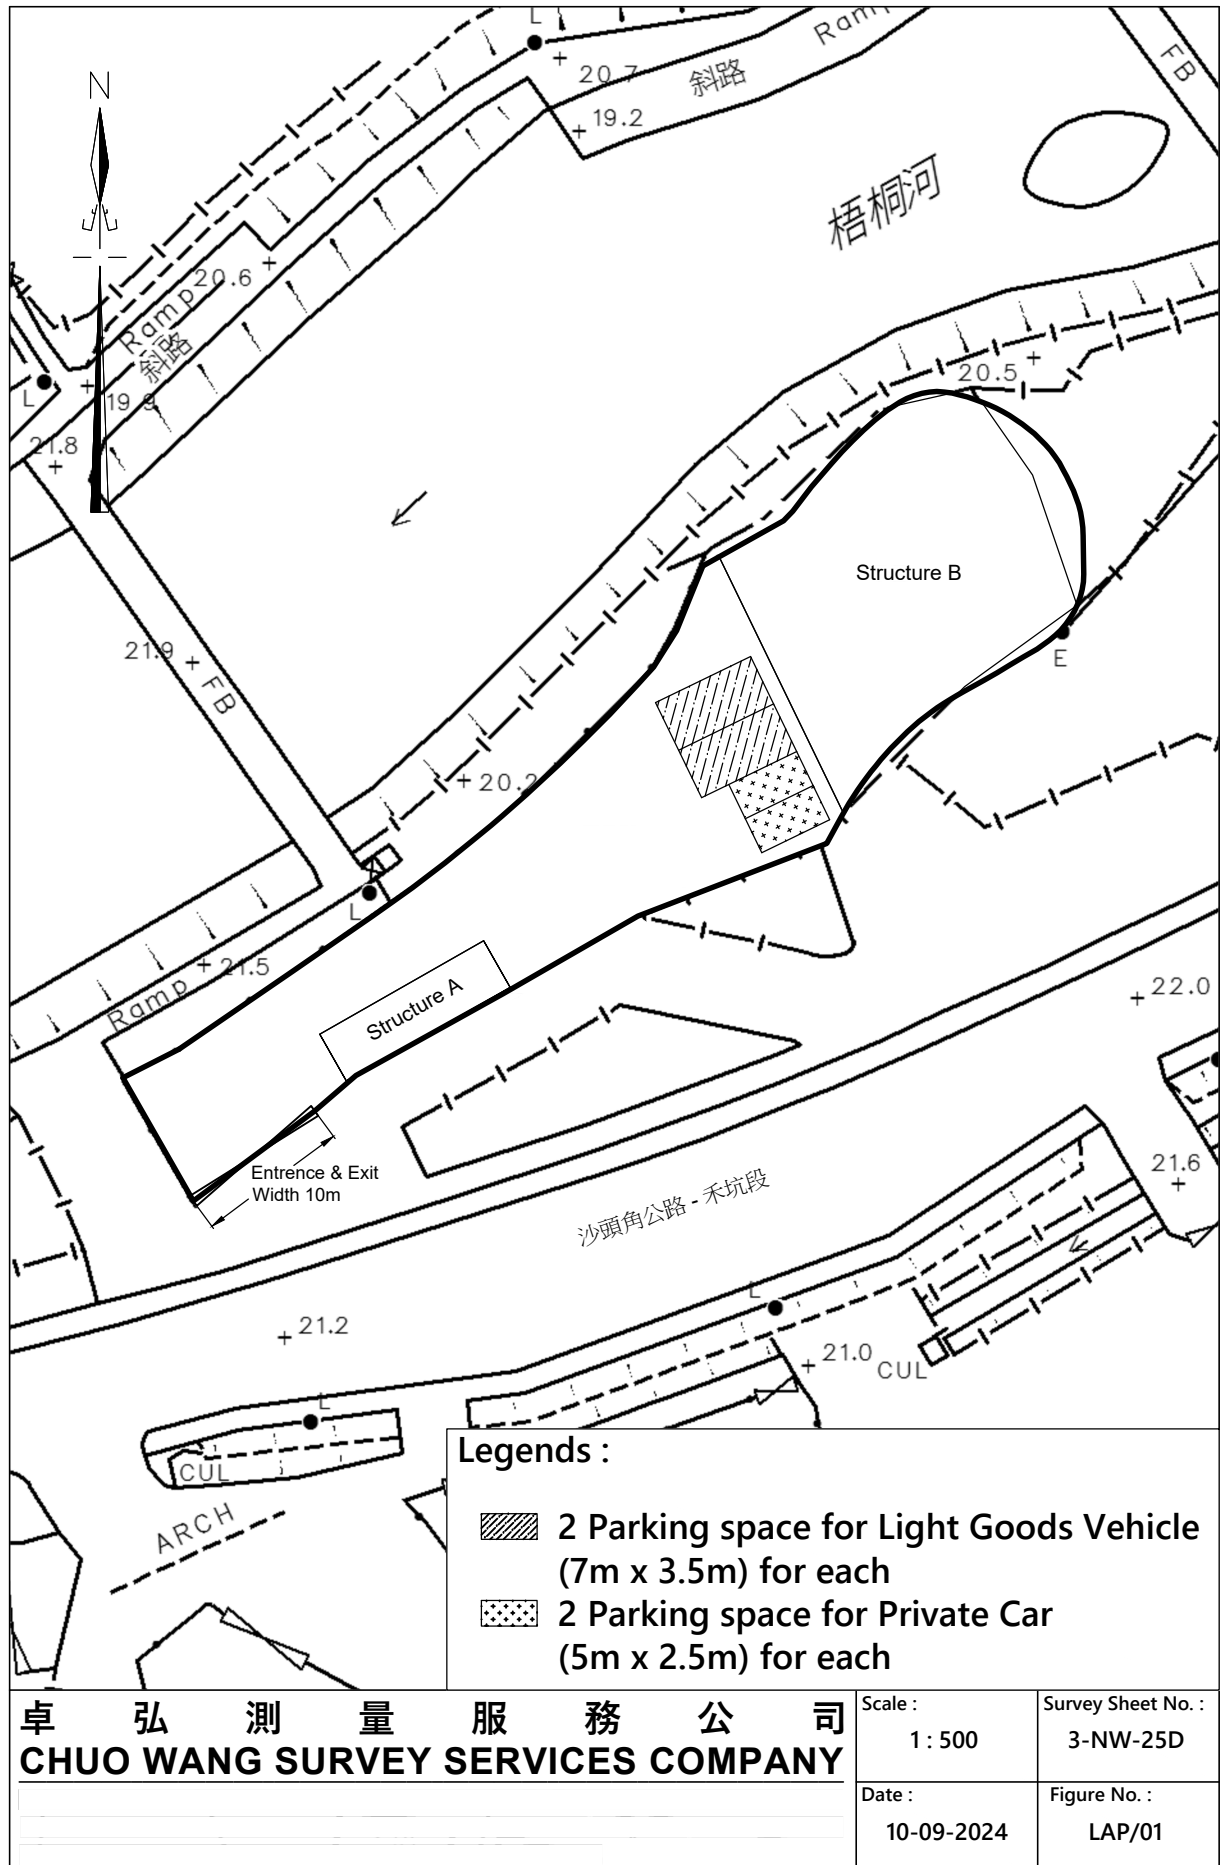 L
20.7
斜路
Ramp
FB
N
19.2
梧桐河
20.6
Ramp
斜路
20.5
L
19.9
21.8
Structure B
E
21.9
FB
20.2
L
21.5
Ramp
Structure A
22.0
Entrence & Exit
Width 10m
21.6
沙頭角公路 - 禾坑段
L
21.2
21.0
CUL
L
CUL
ARCH
Legends :
2 Parking space for Light Goods Vehicle
(7m x 3.5m) for each
2 Parking space for Private Car
(5m x 2.5m) for each
卓弘測量服務公司
CHUO WANG SURVEY SERVICES COMPANY
Scale :
1 : 500
Survey Sheet No. :
3-NW-25D
Date :
10-09-2024
Figure No. :
LAP/01